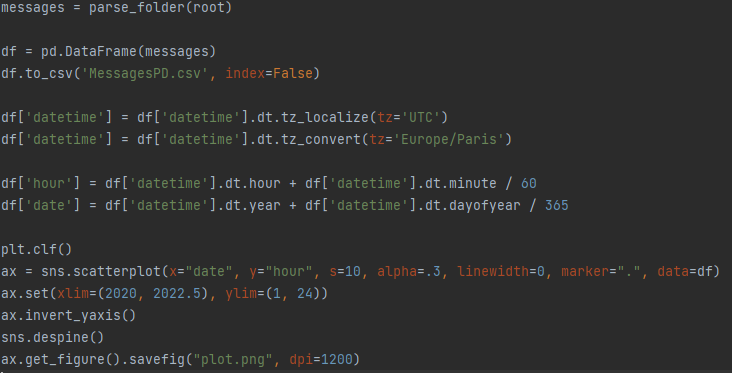 messages = parse_folder(root)
df = pd.DataFrame(messages)
df.to_csv('MessagesPD.csv', index=False)
df['datetime'] = df['datetime'].dt.tz_localize(tz='UTC')
df['datetime'] = df['datetime'].dt.tz_convert(tz='Europe/Paris')
df['hour'] = df['datetime'].dt.hour + df['datetime'].dt.minute / 60
df['date'] = df['datetime'].dt.year + df['datetime'].dt.dayofyear / 365
plt.clf()
ax = sns.scatterplot(x="date", y="hour", s=10, alpha=.3, linewidth=0, marker=".", data=df)
ax.set(xlim=(2020, 2022.5), ylim=(1, 24))
ax.invert_yaxis()
sns.despine()
ax.get_figure().savefig("plot.png", dpi=1200)